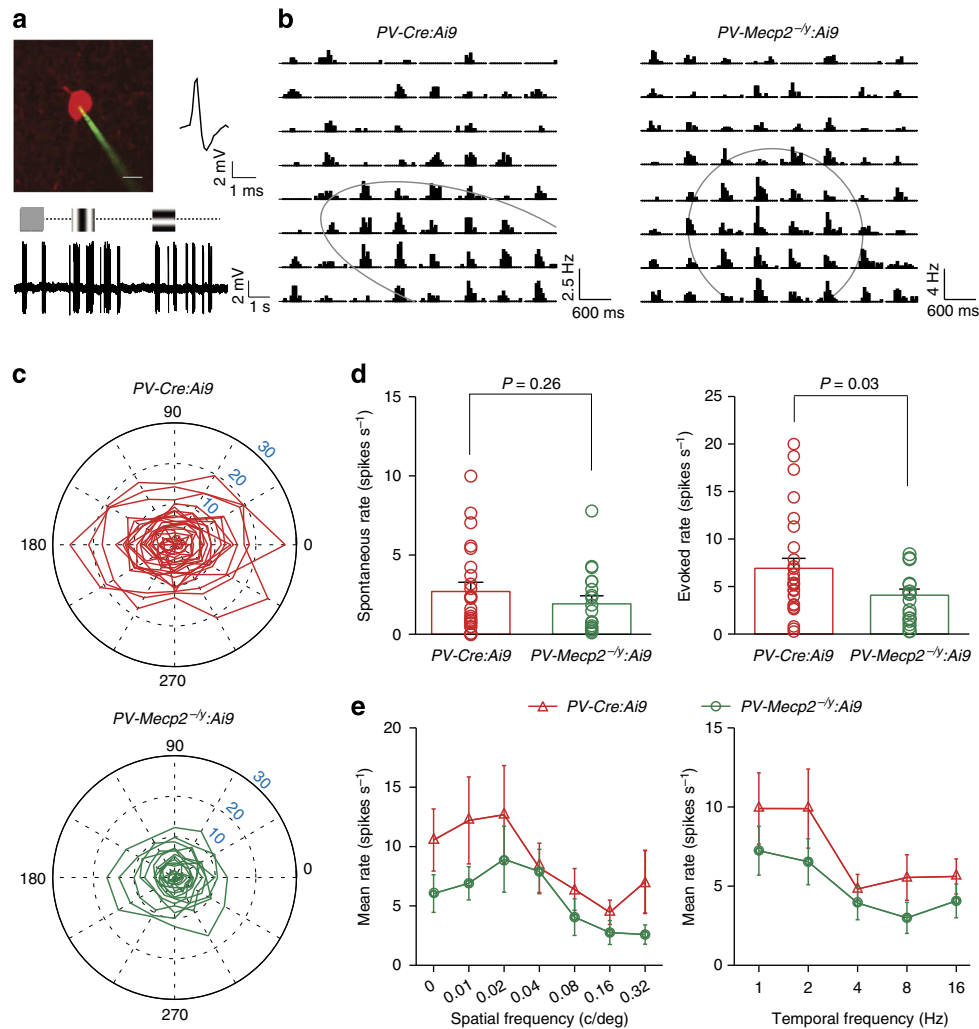 a
2 mV
1 ms
2 mV
1 s
b
PV-Cre:Ai9
PV-Mecp2⁻/ʸ:Ai9
2.5 Hz
600 ms
4 Hz
600 ms
c
PV-Cre:Ai9
90
30
20
10
180
0
270
PV-Mecp2⁻/ʸ:Ai9
90
30
20
10
180
0
270
d
P = 0.26
Spontaneous rate (spikes s⁻¹)
15
10
5
0
PV-Cre:Ai9 PV-Mecp2⁻/ʸ:Ai9
P = 0.03
Evoked rate (spikes s⁻¹)
25
20
15
10
5
0
PV-Cre:Ai9 PV-Mecp2⁻/ʸ:Ai9
e
PV-Cre:Ai9
PV-Mecp2⁻/ʸ:Ai9
Mean rate (spikes s⁻¹)
20
15
10
5
0
0 0.01 0.02 0.04 0.08 0.16 0.32
Spatial frequency (c/deg)
Mean rate (spikes s⁻¹)
15
10
5
0
1 2 4 8 16
Temporal frequency (Hz)